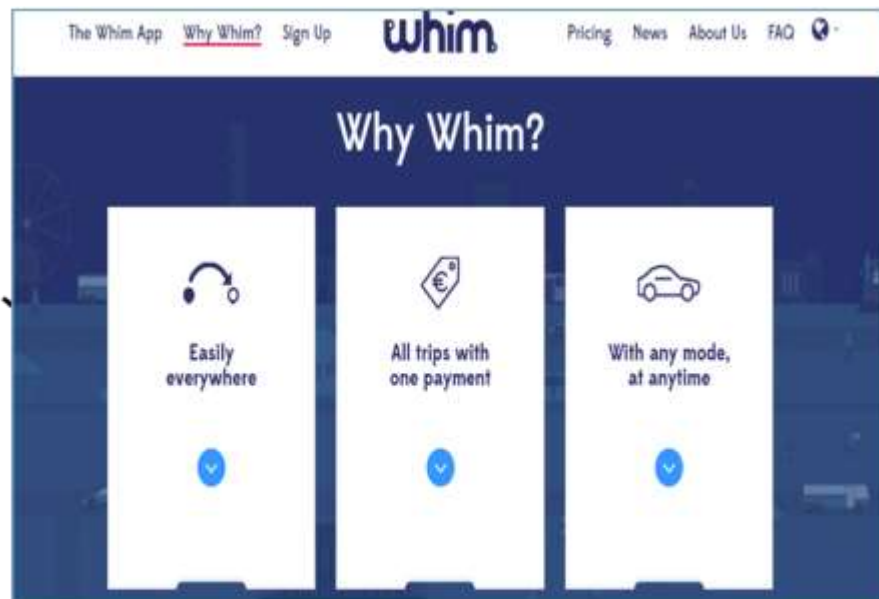 The Whim App Why Whim? Sign Up whim Pricing News About Us FAQ
Why Whim?
Easily
everywhere
€
All trips with
one payment
With any mode,
at anytime